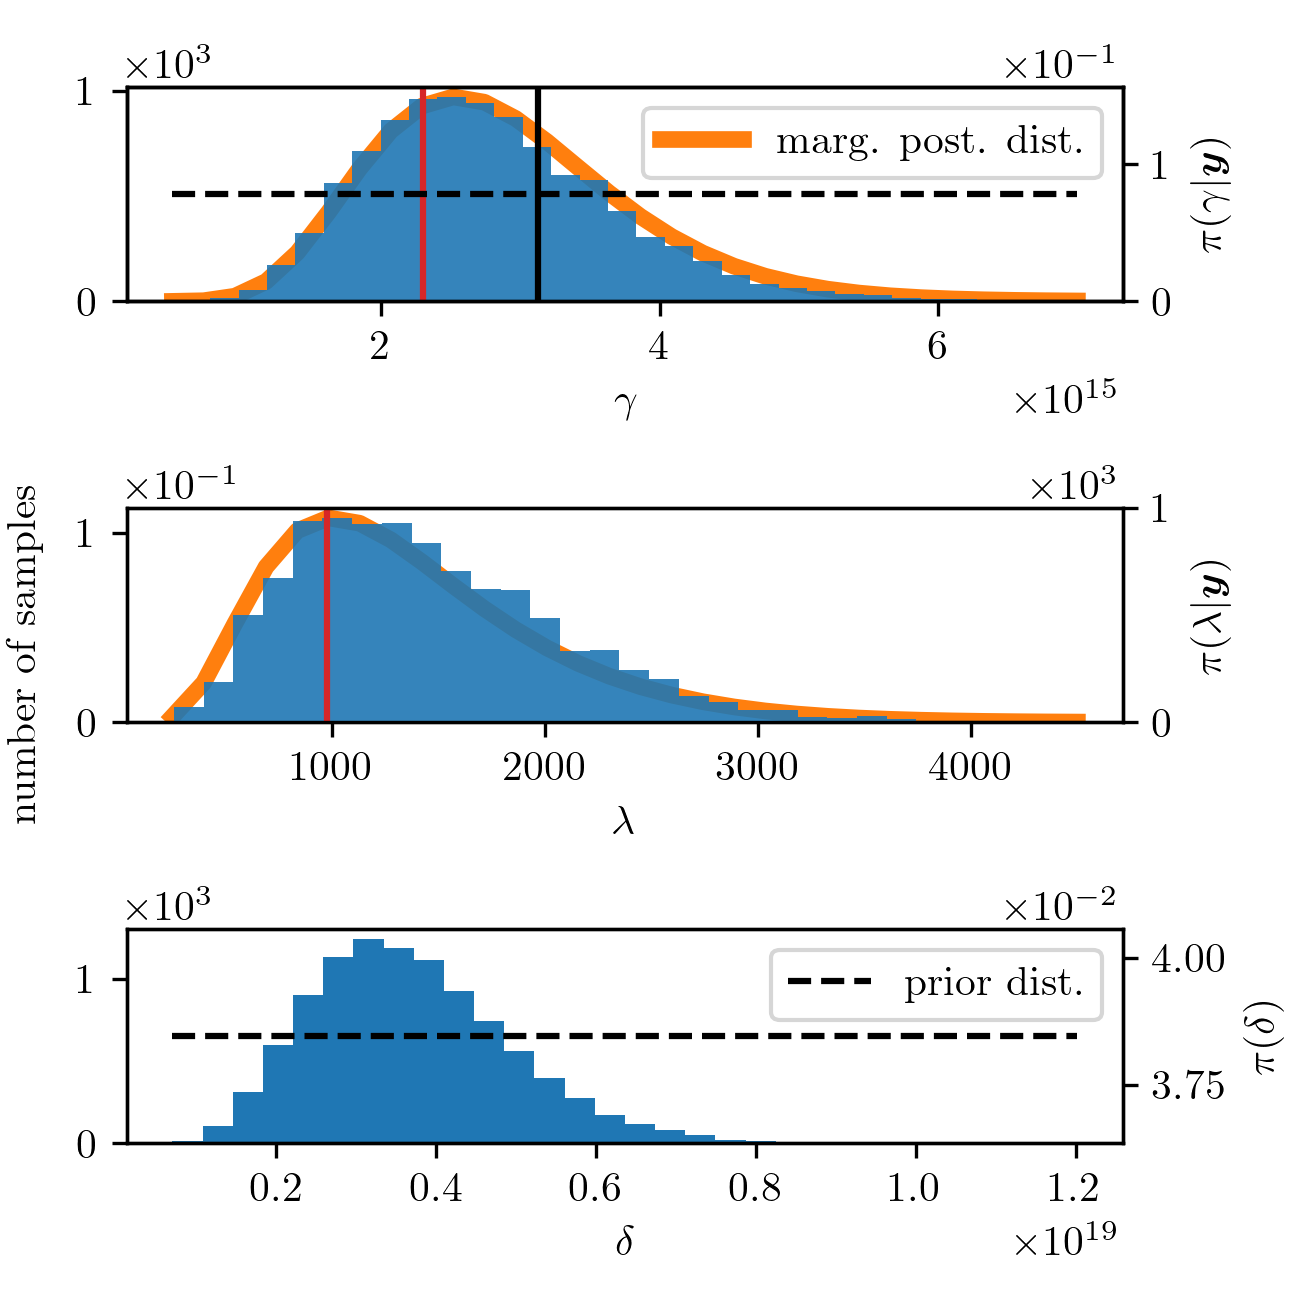 ×10³ ×10⁻¹
1
marg. post. dist.
1
0 0
2 4 6
γ
×10¹⁵
π(γ|y)
number of samples
×10⁻¹ ×10³
1 1
0 0
1000 2000 3000 4000
λ
π(λ|y)
×10³ ×10⁻²
4.00
1
prior dist.
3.75
0
0.2 0.4 0.6 0.8 1.0 1.2
δ
×10¹⁹
π(δ)